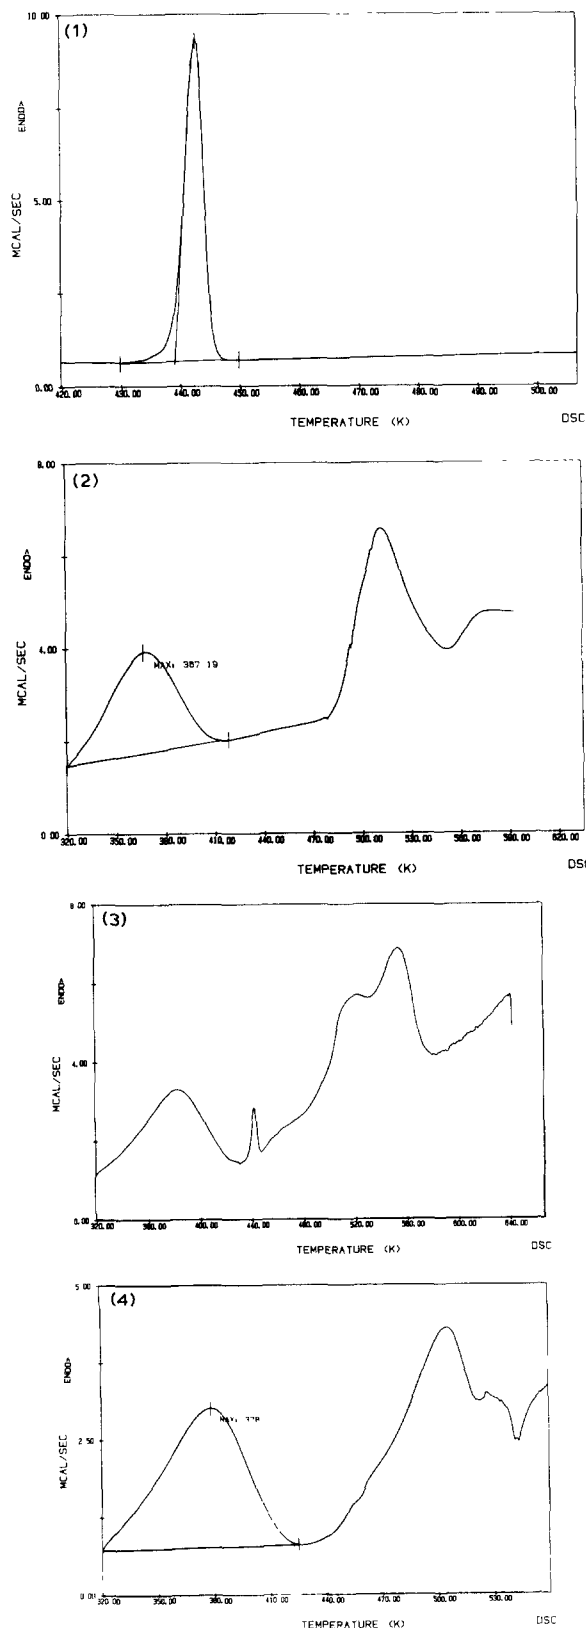 (1)
10.00
ENDO>
MCAL/SEC
5.00
0.00
420.00 430.00 440.00 450.00 460.00 470.00 480.00 490.00 500.00
TEMPERATURE (K) DSC
(2)
8.00
ENDO>
MCAL/SEC
4.00
MAX: 367 19
0 00
320.00 350.00 380.00 410.00 440.00 470.00 500.00 530.00 560.00 590.00 620.00
TEMPERATURE (K)
(3)
8.00
ENDO>
MCAL/SEC
4.00
0.00
320.00 360.00 400.00 440.00 480.00 520.00 560.00 600.00 640.00
TEMPERATURE (K) DSC
(4)
5.00
ENDO>
MCAL/SEC
2.50
320.00 350.00 380.00 410.00 440.00 470.00 500.00 530.00
TEMPERATURE (K) DSC